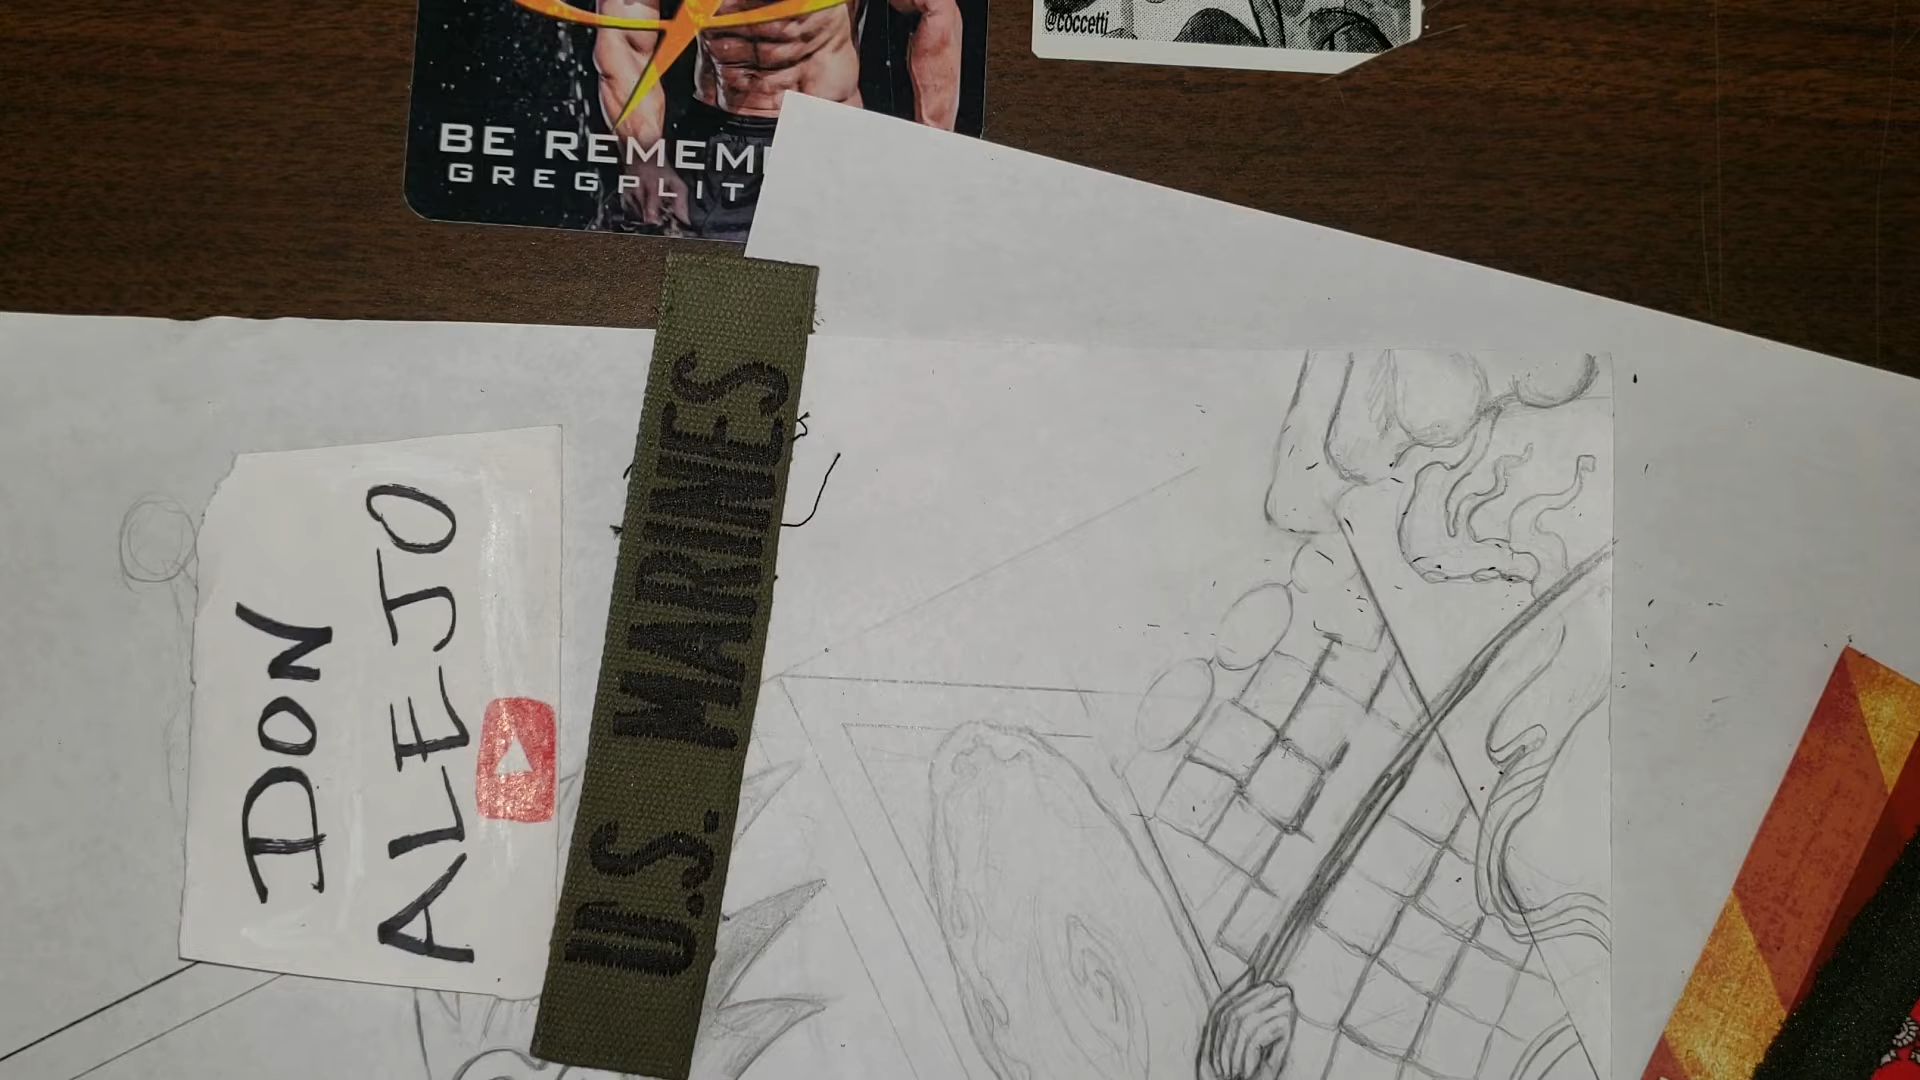 @coccetti
BE REMEM
GREGPLIT
DON
ALEJO
U.S. MARINES